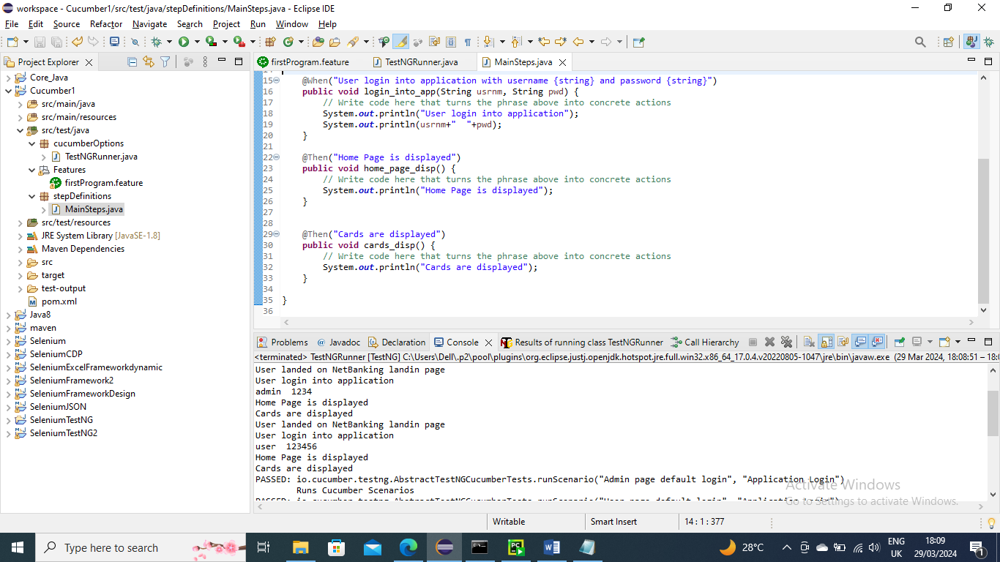 workspace - Cucumber1/src/test/java/stepDefinitions/MainSteps.java - Eclipse IDE
File Edit Source Refactor Navigate Search Project Run Window Help
Project Explorer
Core_Java
Cucumber1
src/main/java
src/main/resources
src/test/java
cucumberOptions
TestNGRunner.java
Features
firstProgram.feature
stepDefinitions
MainSteps.java
src/test/resources
JRE System Library [JavaSE-1.8]
Maven Dependencies
src
target
test-output
pom.xml
Java8
maven
Selenium
SeleniumCDP
SeleniumExcelFrameworkdynamic
SeleniumFramework2
SeleniumFrameworkDesign
SeleniumJSON
SeleniumTestNG
SeleniumTestNG2
firstProgram.feature TestNGRunner.java MainSteps.java
15 @When("User login into application with username {string} and password {string}")
16 public void login_into_app(String usrnm, String pwd) {
17 // Write code here that turns the phrase above into concrete actions
18 System.out.println("User login into application");
19 System.out.println(usrnm+"  "+pwd);
20 }
21
22 @Then("Home Page is displayed")
23 public void home_page_disp() {
24 // Write code here that turns the phrase above into concrete actions
25 System.out.println("Home Page is displayed");
26 }
27
28
29 @Then("Cards are displayed")
30 public void cards_disp() {
31 // Write code here that turns the phrase above into concrete actions
32 System.out.println("Cards are displayed");
33 }
34
35 }
36
Problems Javadoc Declaration Console Results of running class TestNGRunner Call Hierarchy
<terminated> TestNGRunner [TestNG] C:\Users\Dell\.p2\pool\plugins\org.eclipse.justj.openjdk.hotspot.jre.full.win32.x86_64_17.0.4.v20220805-1047\jre\bin\javaw.exe (29 Mar 2024, 18:08:51 – 18:
User landed on NetBanking landin page
User login into application
admin  1234
Home Page is displayed
Cards are displayed
User landed on NetBanking landin page
User login into application
user  123456
Home Page is displayed
Cards are displayed
PASSED: io.cucumber.testng.AbstractTestNGCucumberTests.runScenario("Admin page default login", "Application Login")
Runs Cucumber Scenarios
Activate Windows
Go to Settings to activate Windows.
Writable Smart Insert 14 : 1 : 377
Type here to search
28°C
ENG
UK
18:09
29/03/2024
1